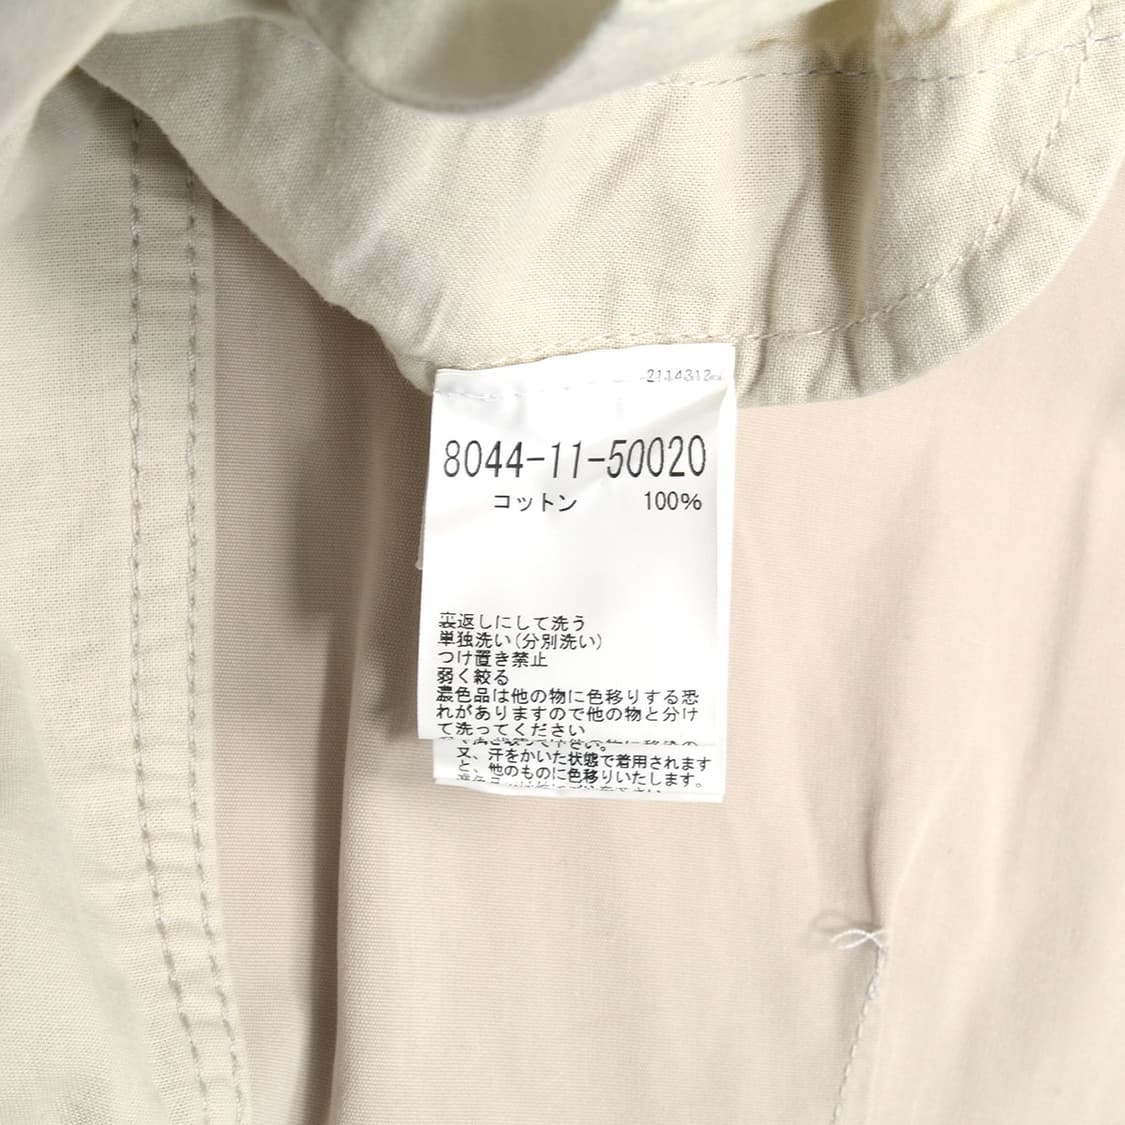 2114312
8044-11-50020
コットン 100%
裏返しにして洗う
単独洗い(分別洗い)
つけ置き禁止
弱く絞る
濃色品は他の物に色移りする恐
れがありますので他の物と分け
て洗ってください
又、汗をかいた状態で着用されます
と、他のものに色移りいたします。